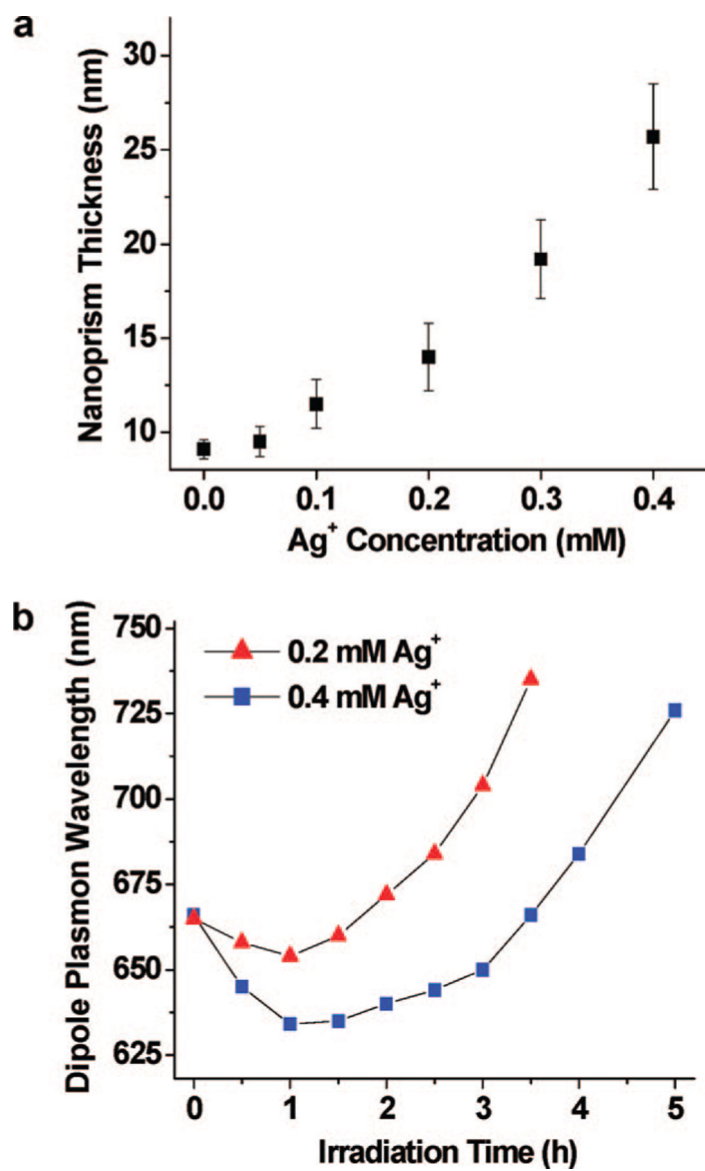 a
Nanoprism Thickness (nm)
30
25
20
15
10
0.0 0.1 0.2 0.3 0.4
Ag⁺ Concentration (mM)
b
Dipole Plasmon Wavelength (nm)
750
725
700
675
650
625
0.2 mM Ag⁺
0.4 mM Ag⁺
0 1 2 3 4 5
Irradiation Time (h)